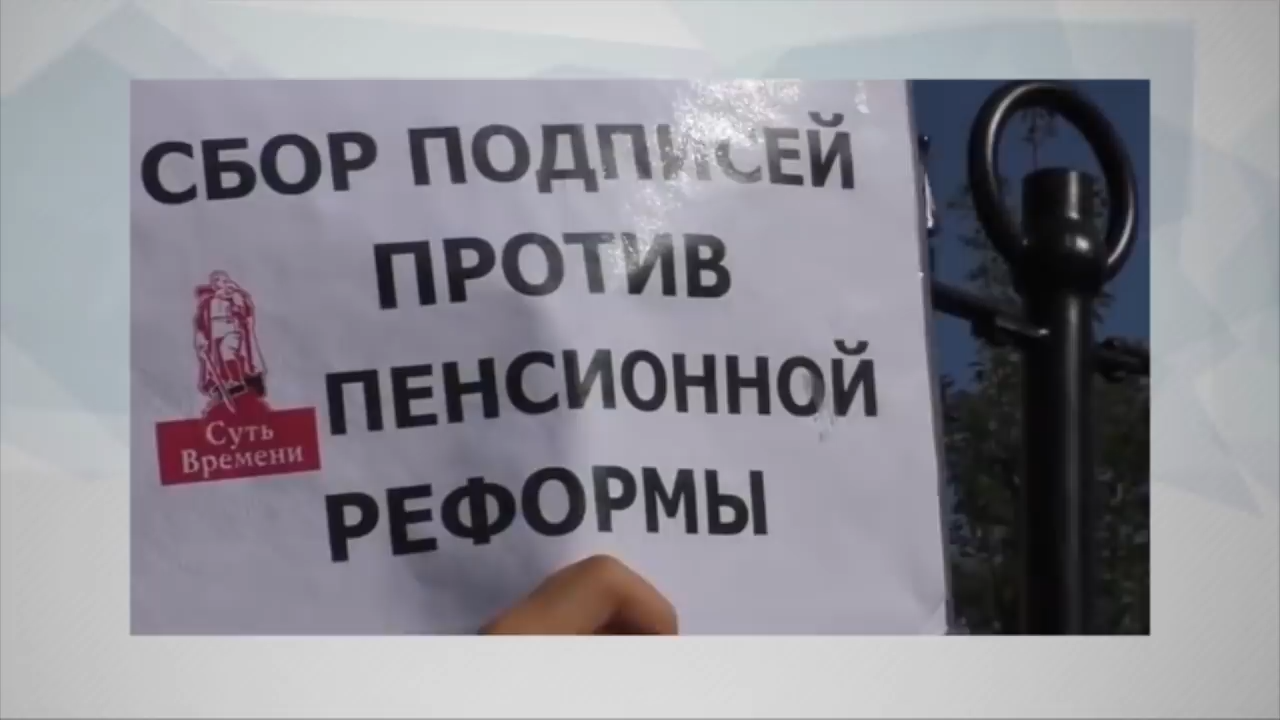 СБОР ПОДПИСЕЙ
ПРОТИВ
ПЕНСИОННОЙ
РЕФОРМЫ
Суть
Времени